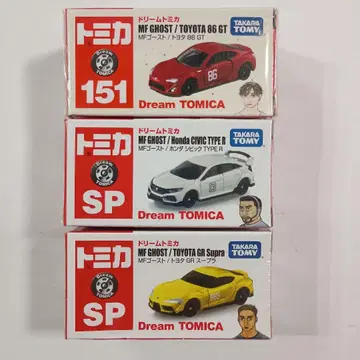 トミカ
ドリームトミカ
MF GHOST / TOYOTA 86 GT
MFゴースト / トヨタ 86 GT
TAKARA
TOMY
86
151
Dream TOMICA
トミカ
ドリームトミカ
MF GHOST / Honda CIVIC TYPE R
MFゴースト / ホンダ シビック TYPE R
TAKARA
TOMY
SP
Dream TOMICA
トミカ
ドリームトミカ
MF GHOST / TOYOTA GR Supra
MFゴースト / トヨタ GR スープラ
TAKARA
TOMY
SP
Dream TOMICA